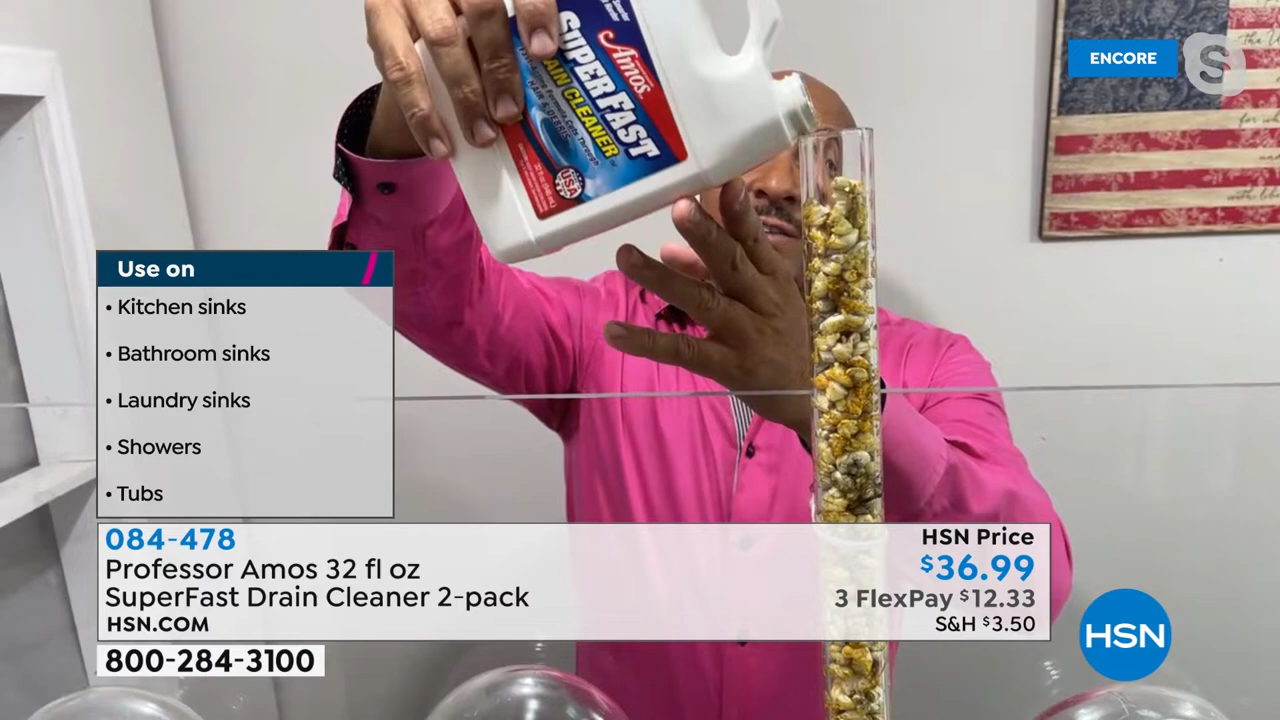 ENCORE
S
Amos.
SUPERFAST
DRAIN CLEANER
HAIR & DEBRIS
USA
Use on
• Kitchen sinks
• Bathroom sinks
• Laundry sinks
• Showers
• Tubs
084-478
Professor Amos 32 fl oz
SuperFast Drain Cleaner 2-pack
HSN.COM
HSN Price
$36.99
3 FlexPay $12.33
S&H $3.50
800-284-3100
HSN